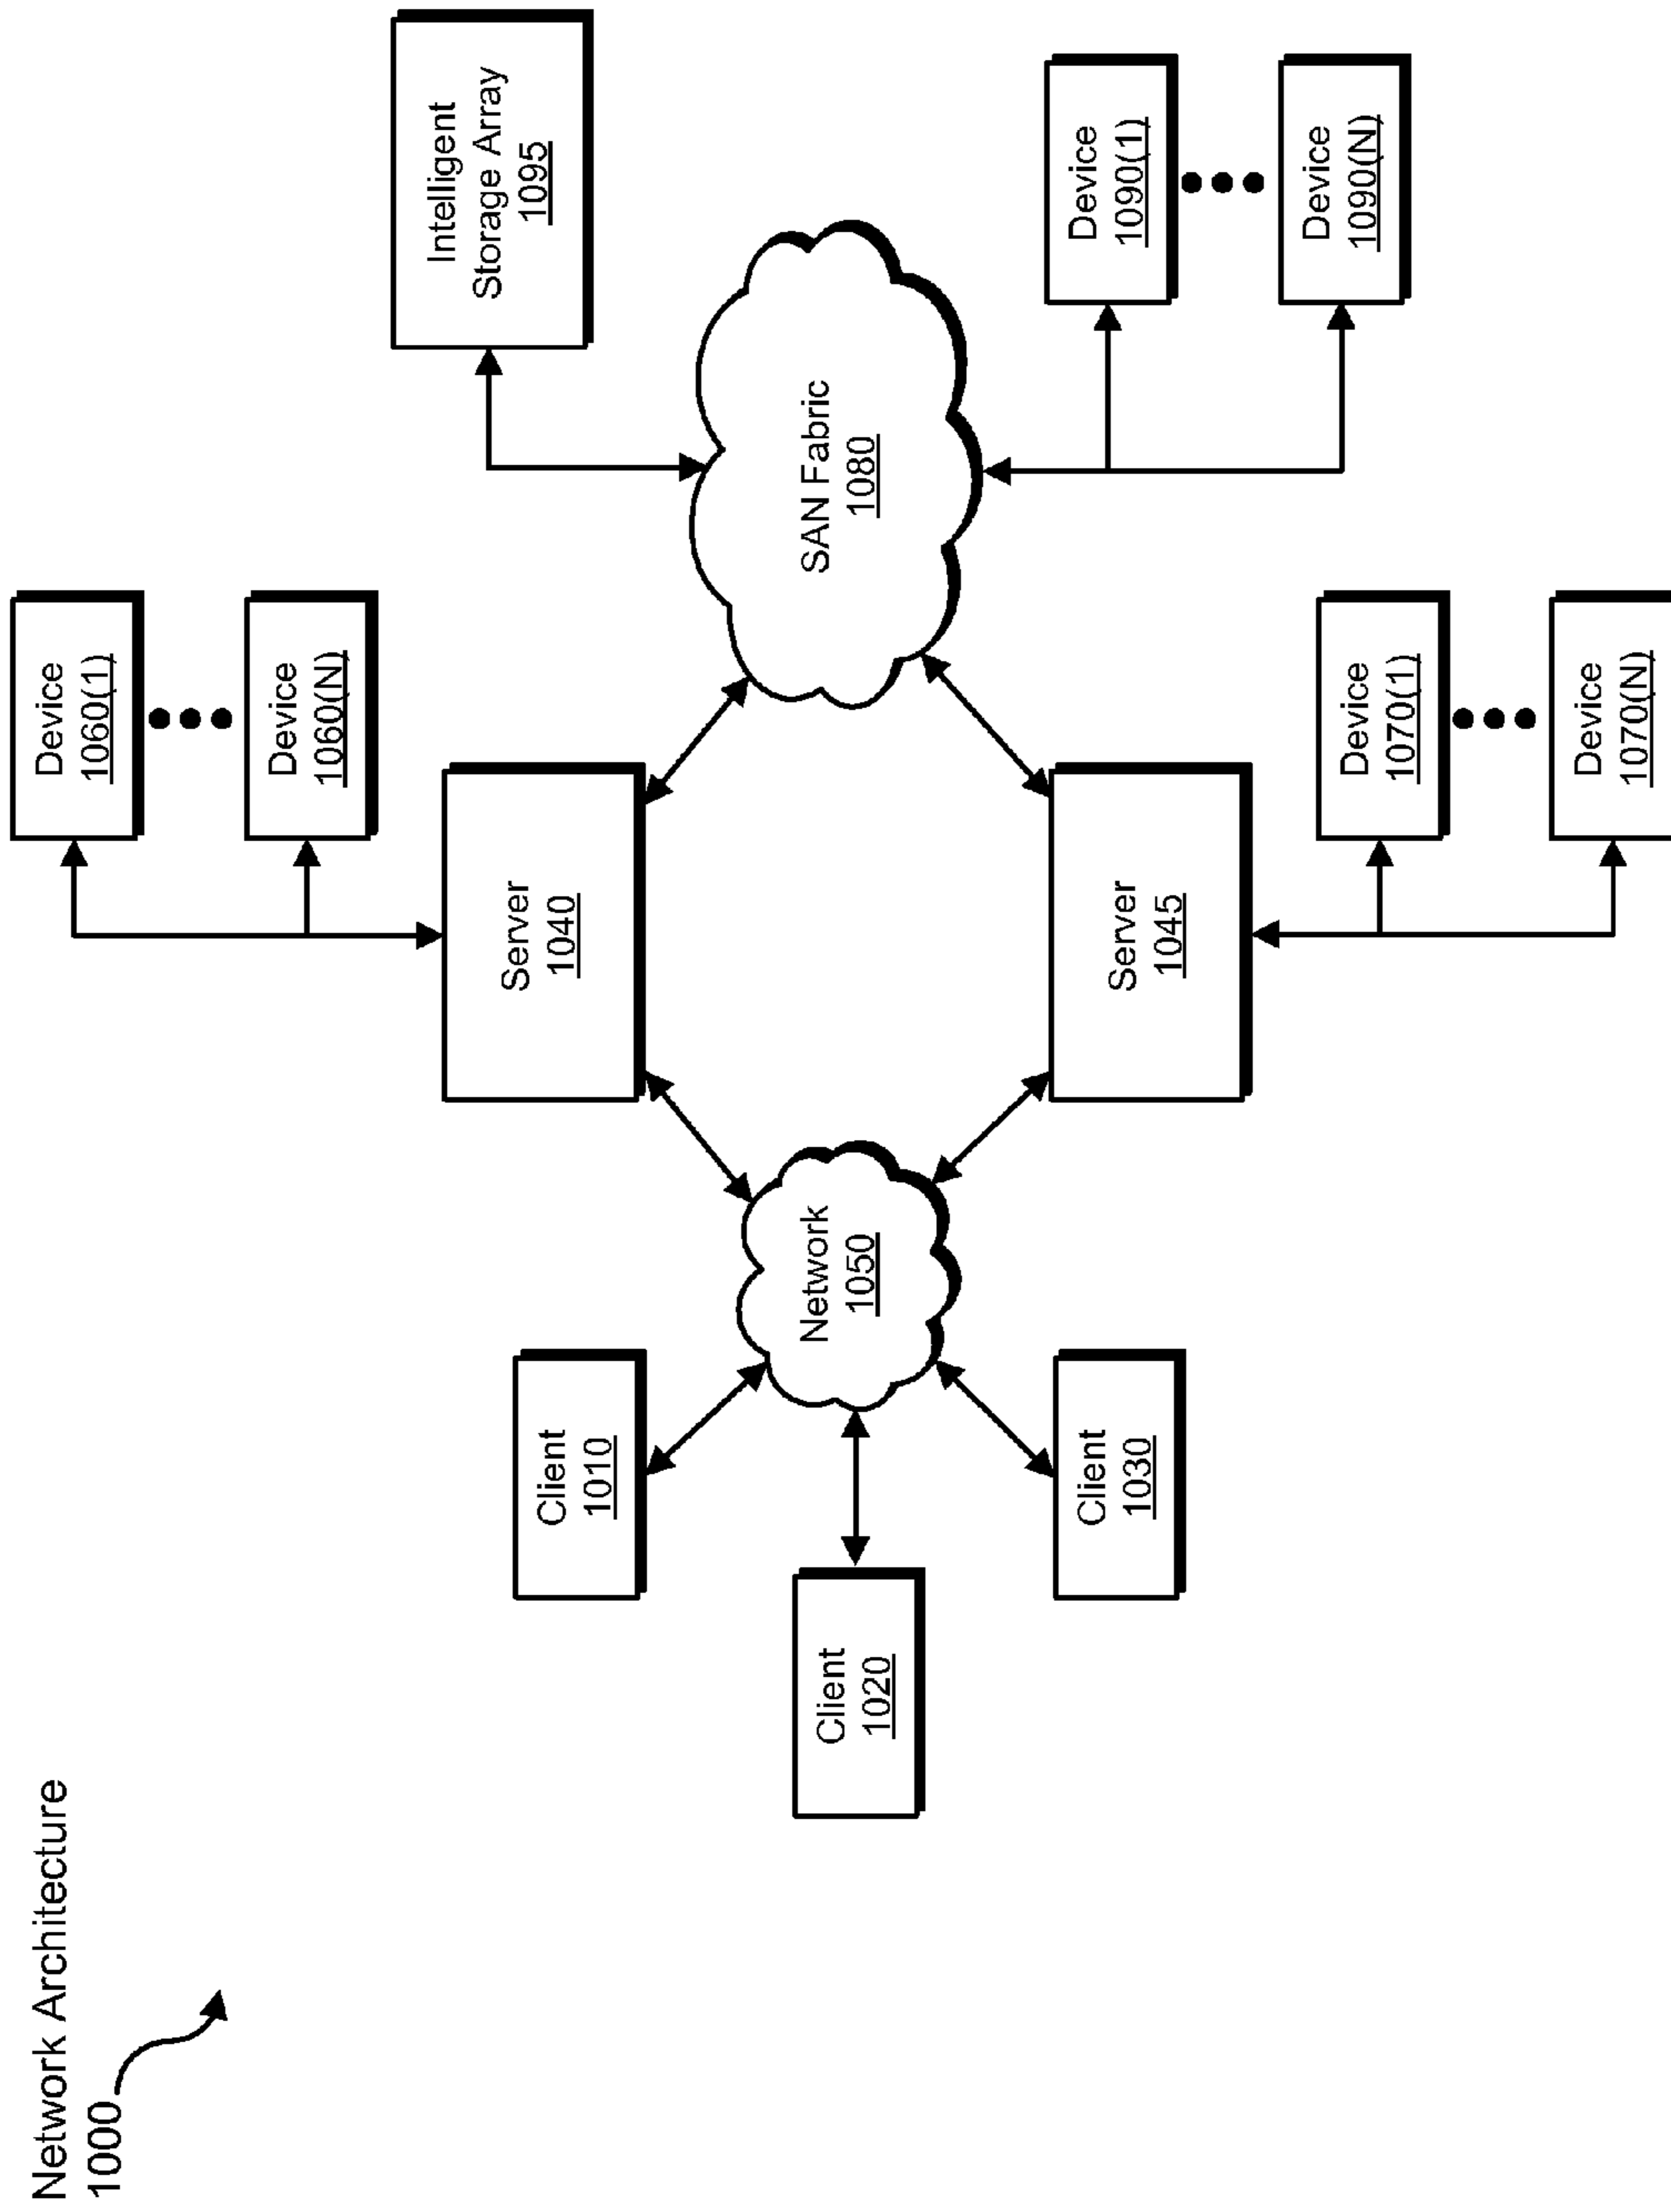 Network Architecture
1000
Device
1060(1)
Device
1060(N)
Intelligent
Storage Array
1095
Client
1010
Server
1040
Client
1020
Network
1050
SAN Fabric
1080
Client
1030
Server
1045
Device
1090(1)
Device
1090(N)
Device
1070(1)
Device
1070(N)